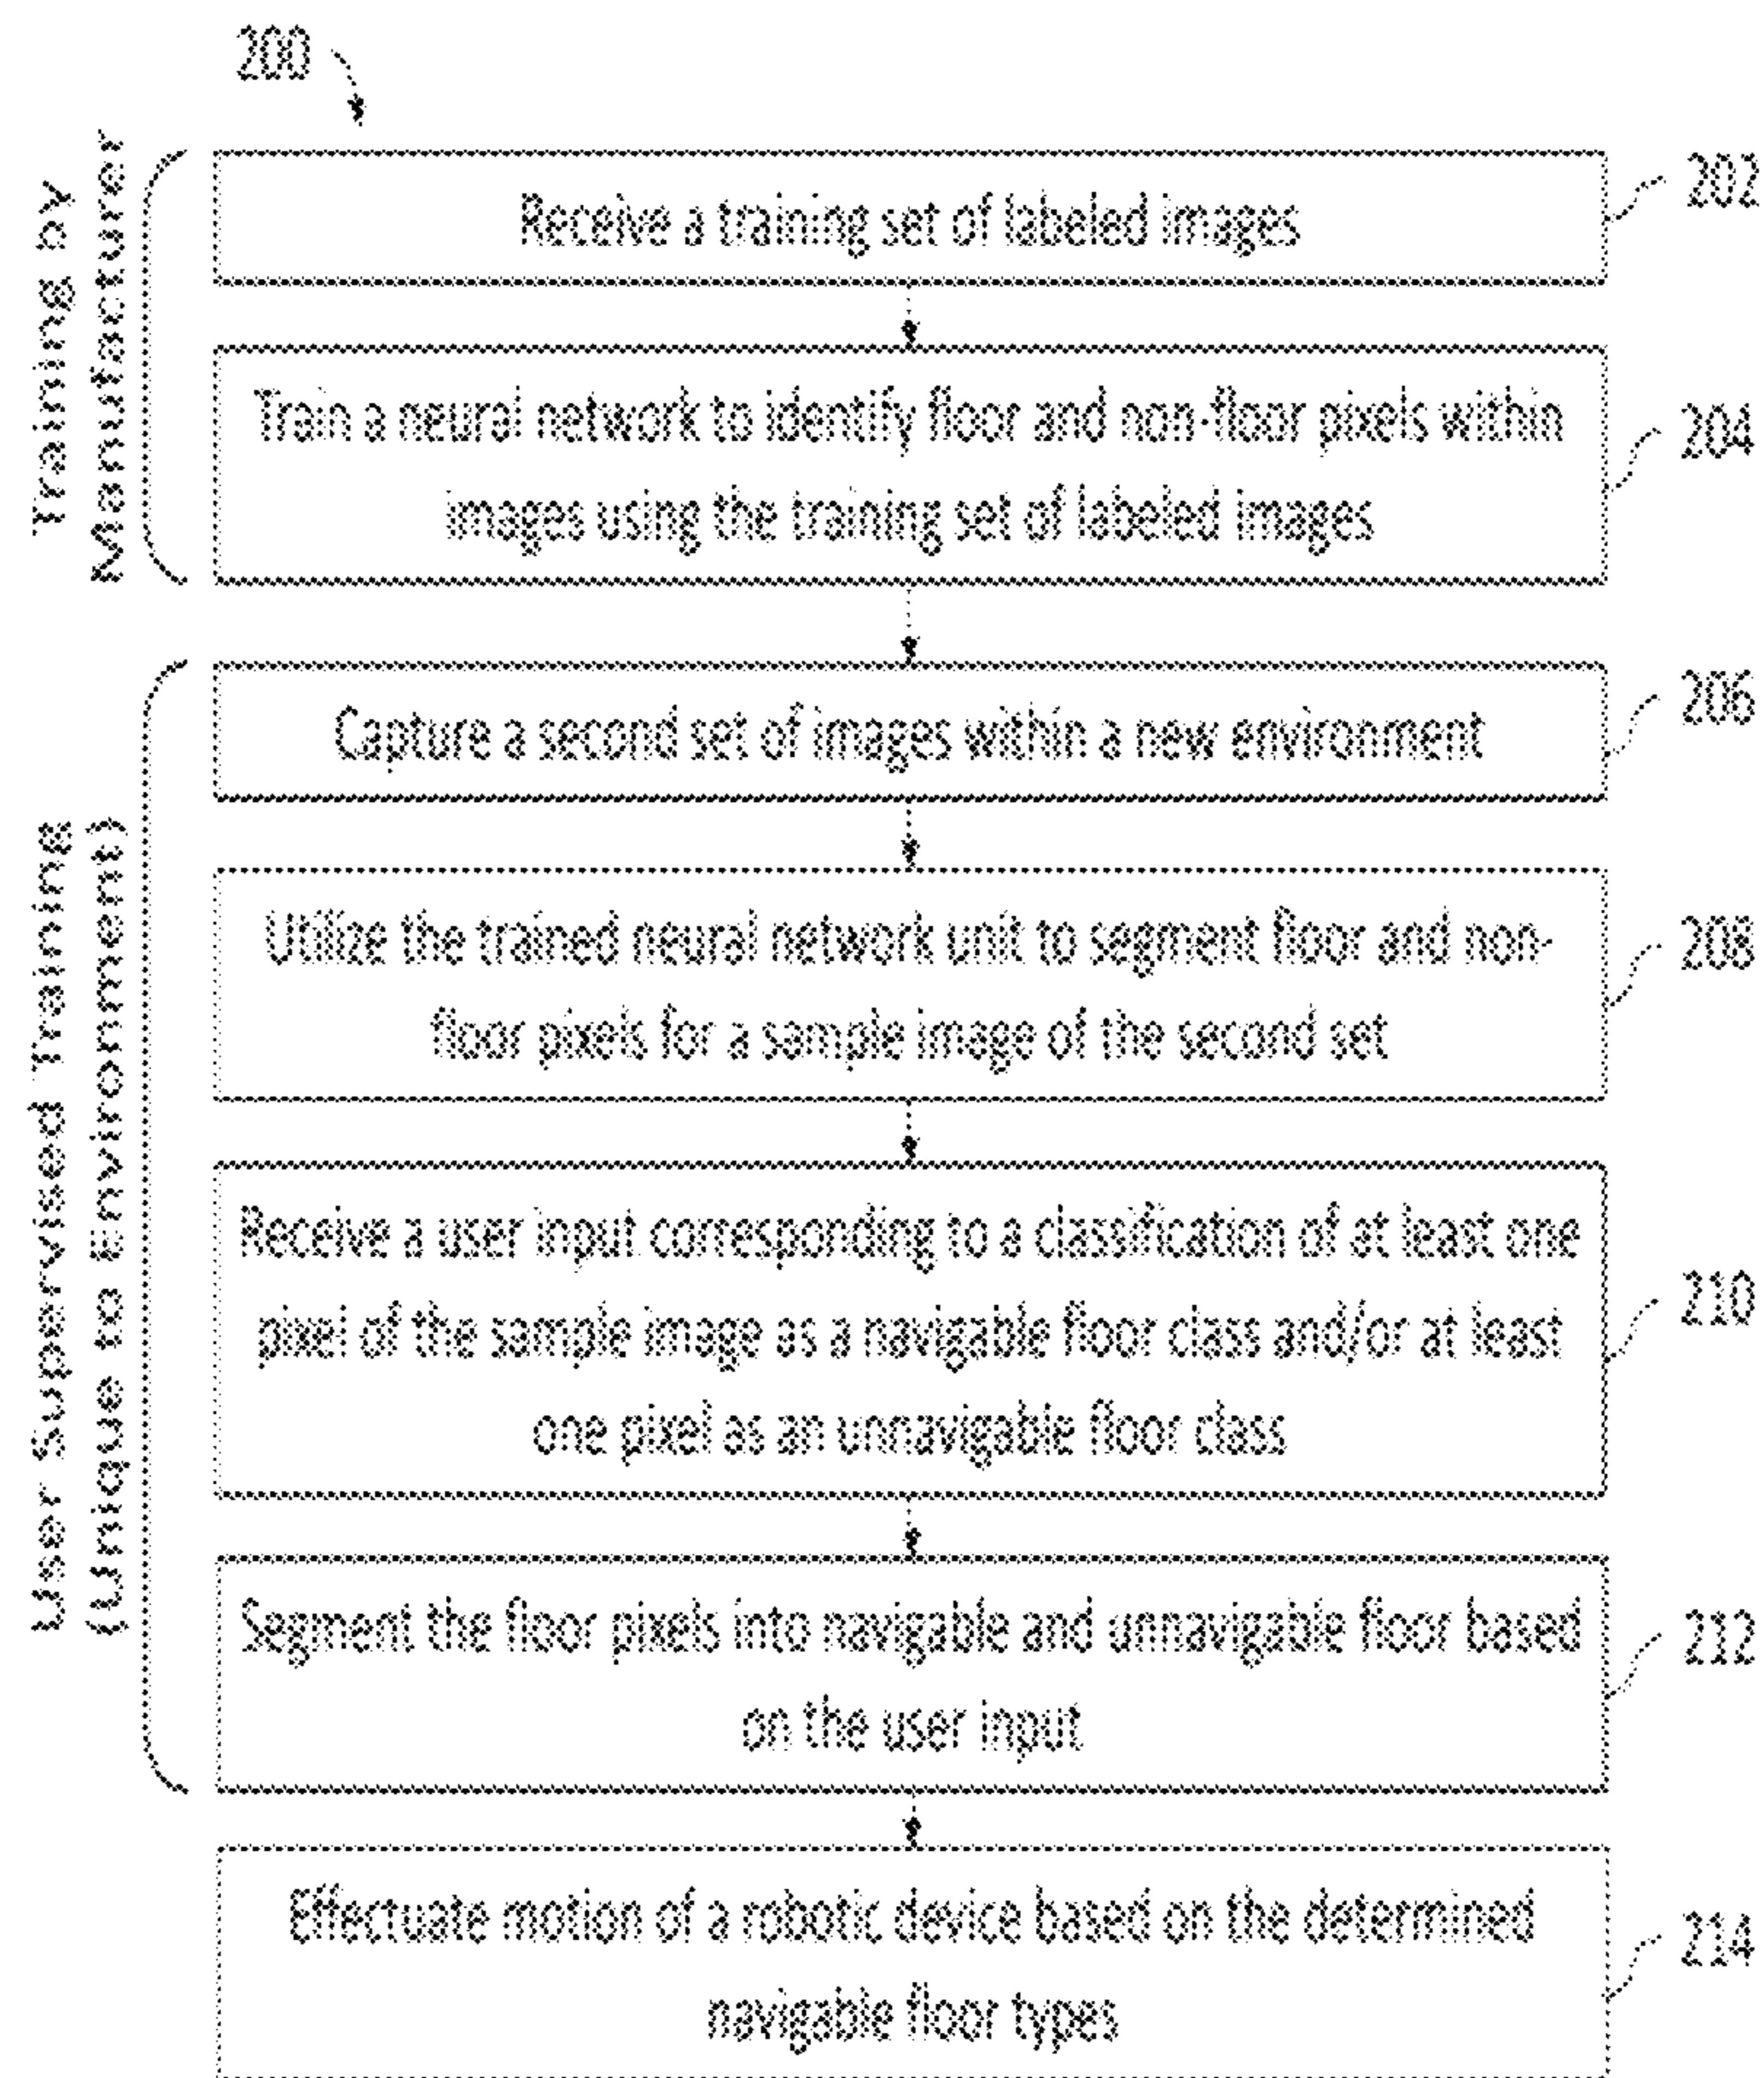 200
Training by
Manufacturer
Receive a training set of labeled images
202
Train a neural network to identify floor and non-floor pixels within
images using the training set of labeled images
204
User Supervised Training
(Unique to Environment)
Capture a second set of images within a new environment
206
Utilize the trained neural network unit to segment floor and non-
floor pixels for a sample image of the second set
208
Receive a user input corresponding to a classification of at least one
pixel of the sample image as a navigable floor class and/or at least
one pixel as an unnavigable floor class
210
Segment the floor pixels into navigable and unnavigable floor based
on the user input
212
Effectuate motion of a robotic device based on the determined
navigable floor types
214